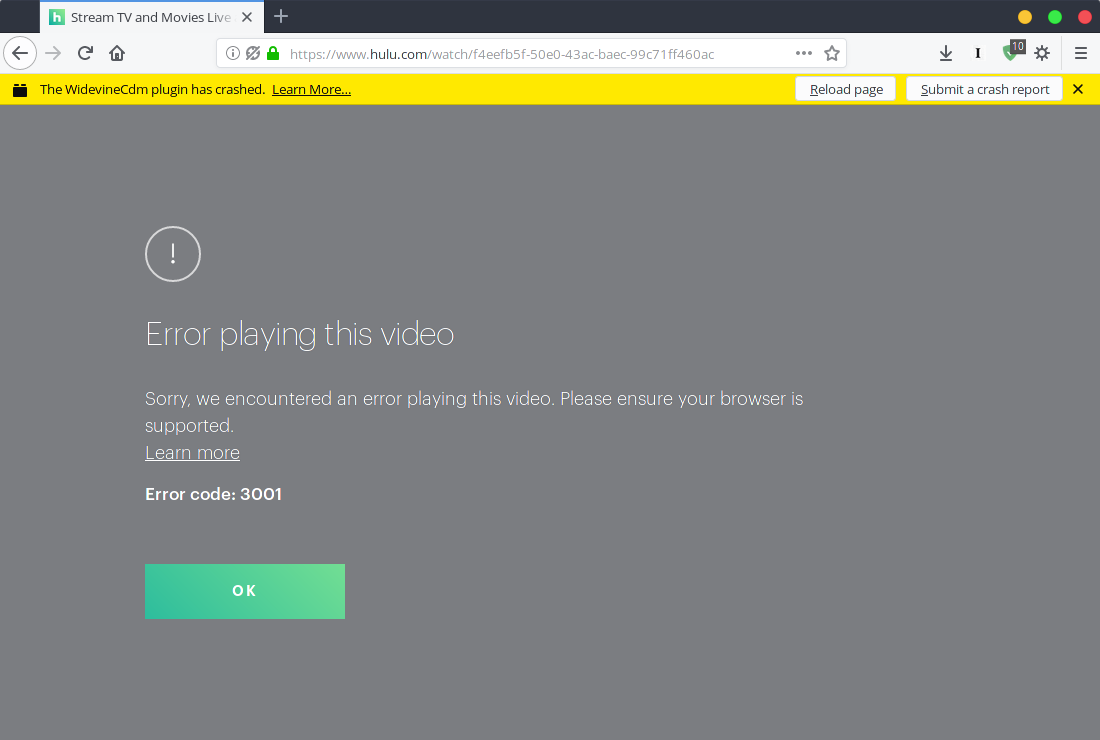 h Stream TV and Movies Live
https://www.hulu.com/watch/f4eefb5f-50e0-43ac-baec-99c71ff460ac
I
10
The WidevineCdm plugin has crashed. Learn More... Reload page Submit a crash report
!
Error playing this video
Sorry, we encountered an error playing this video. Please ensure your browser is
supported.
Learn more
Error code: 3001
OK